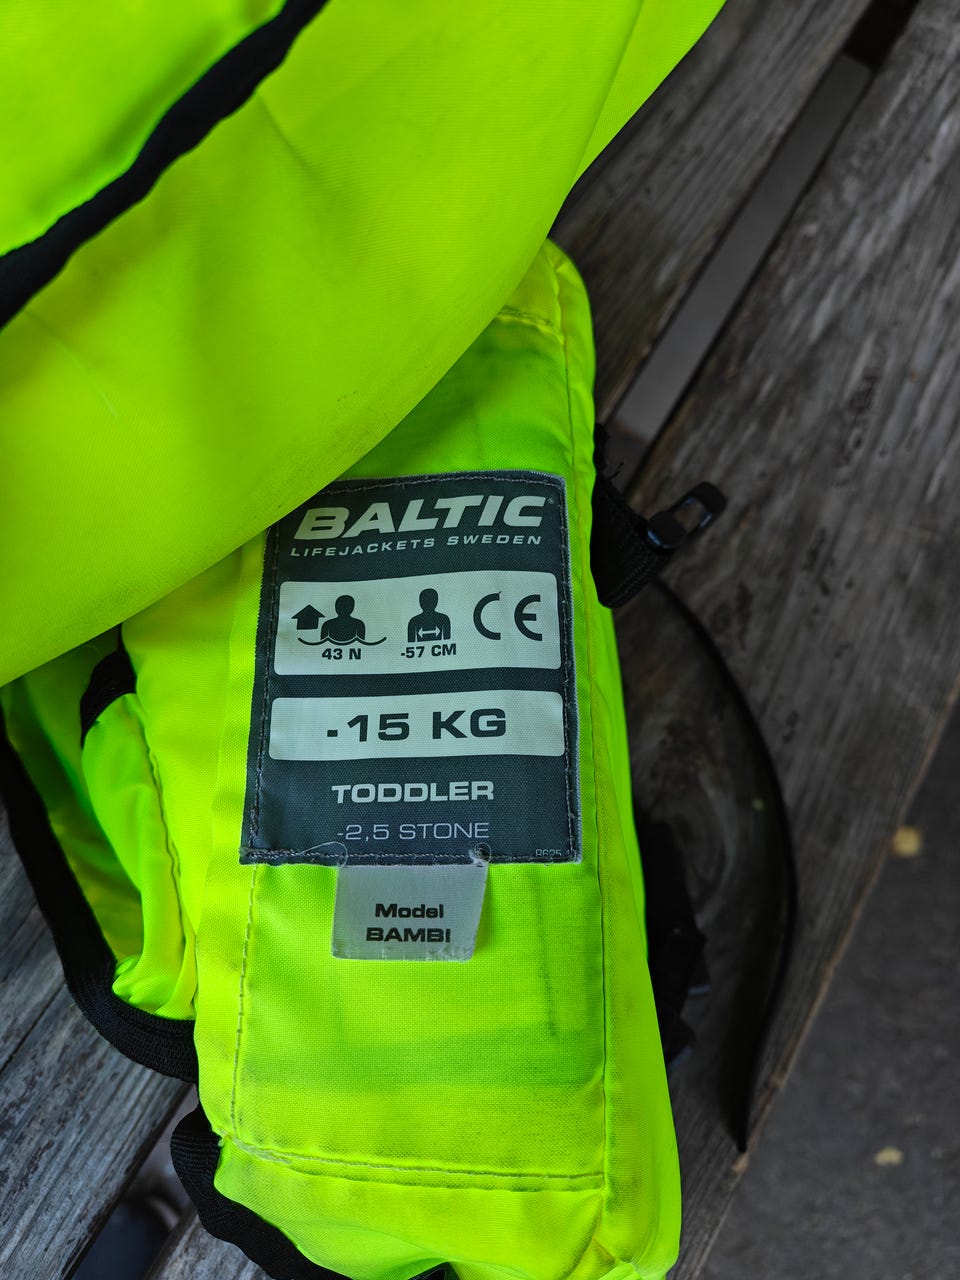 BALTIC
LIFEJACKETS SWEDEN
43 N -57 CM CE
-15 KG
TODDLER
-2,5 STONE
Model
BAMBI